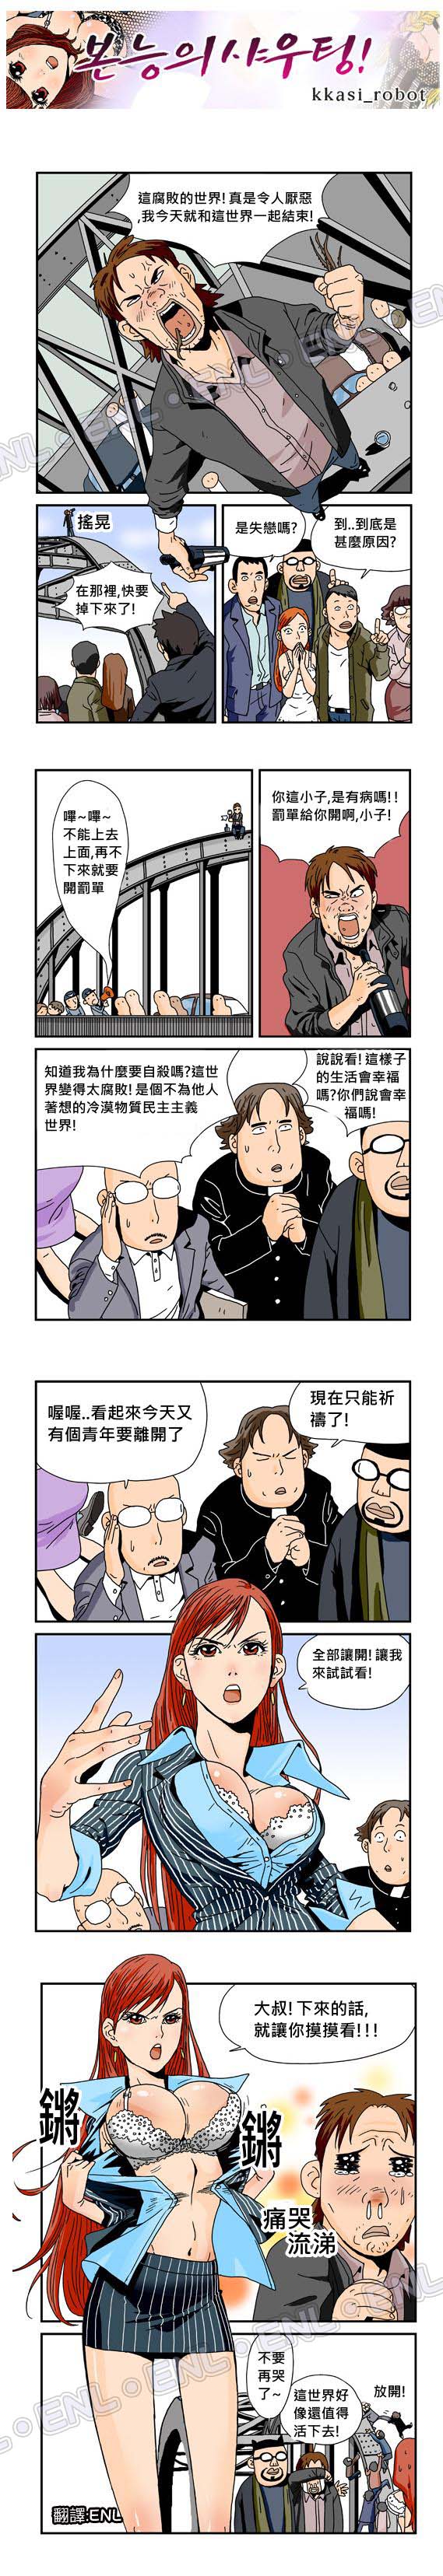 본능의 샤우팅!
kkasi_robot
這腐敗的世界! 真是令人厭惡
,我今天就和這世界一起結束!
搖晃
在那裡,快要
掉下來了!
是失戀嗎?
到..到底是
甚麼原因?
嗶~嗶~
不能上去
上面,再不
下來就要
開罰單
你這小子,是有病嗎!!
罰單給你開啊,小子!
知道我為什麼要自殺嗎?這世
界變得太腐敗! 是個不為他人
著想的冷漠物質民主主義
世界!
說說看! 這樣子
的生活會幸福
嗎?你們說會幸
福嗎!
喔喔..看起來今天又
有個青年要離開了
現在只能祈
禱了!
全部讓開! 讓我
來試試看!
大叔! 下來的話,
就讓你摸摸看!!!
鏘
鏘
痛哭
流涕
不要
再哭
了~
這世界好
像還值得
活下去!
放開!
翻譯:ENL
ENL
ENL
ENL
ENL
ENL
ENL
ENL